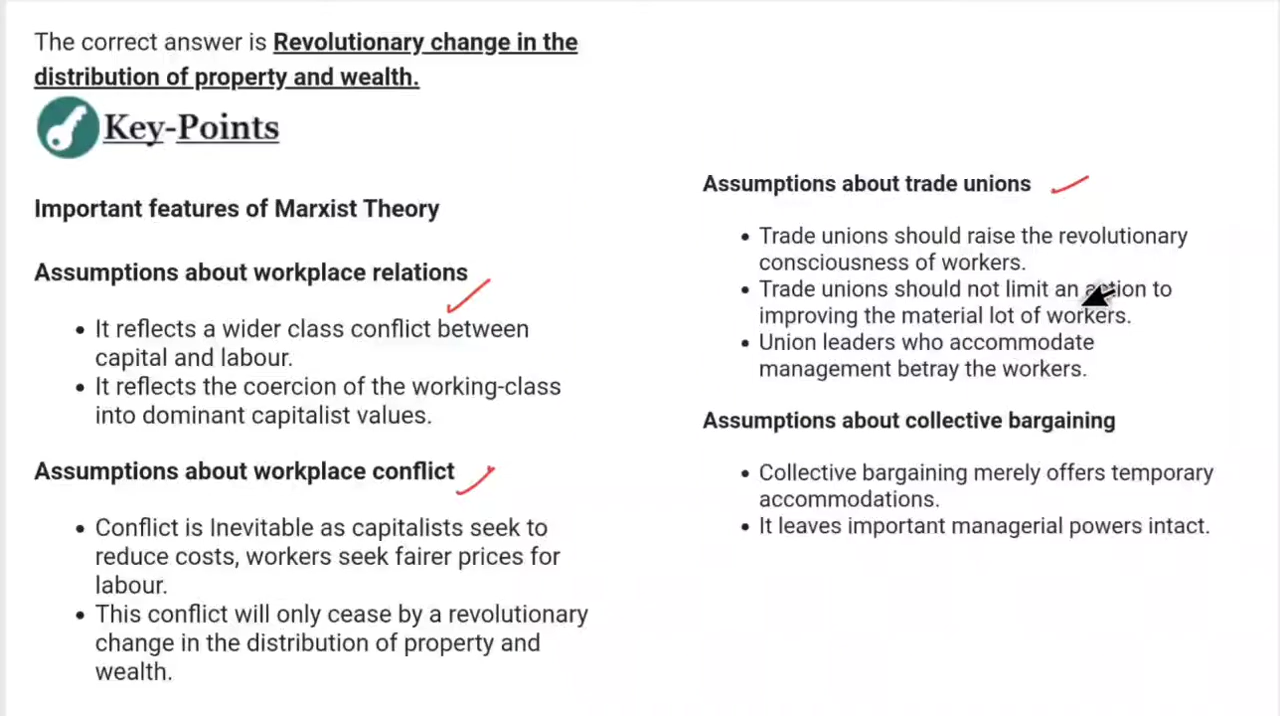 The correct answer is Revolutionary change in the
distribution of property and wealth.
Key-Points
Important features of Marxist Theory
Assumptions about workplace relations
• It reflects a wider class conflict between
capital and labour.
• It reflects the coercion of the working-class
into dominant capitalist values.
Assumptions about workplace conflict
• Conflict is Inevitable as capitalists seek to
reduce costs, workers seek fairer prices for
labour.
• This conflict will only cease by a revolutionary
change in the distribution of property and
wealth.
Assumptions about trade unions
• Trade unions should raise the revolutionary
consciousness of workers.
• Trade unions should not limit an action to
improving the material lot of workers.
• Union leaders who accommodate
management betray the workers.
Assumptions about collective bargaining
• Collective bargaining merely offers temporary
accommodations.
• It leaves important managerial powers intact.